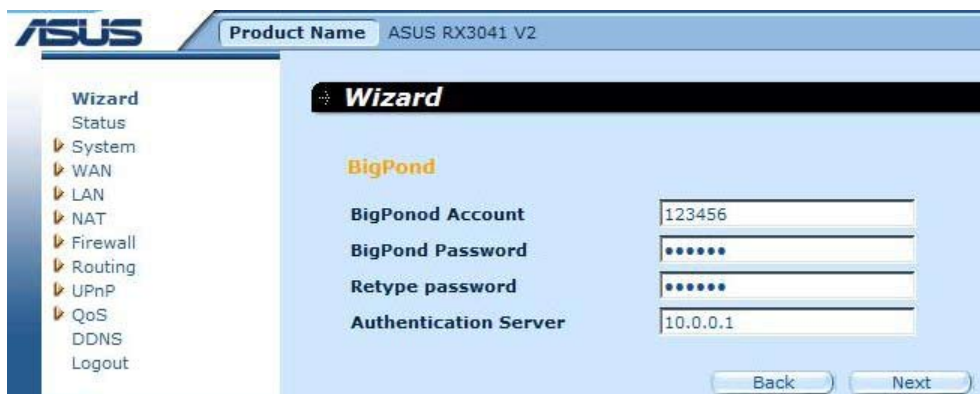 ASUS
Product Name ASUS RX3041 V2
Wizard
Status
System
WAN
LAN
NAT
Firewall
Routing
UPnP
QoS
DDNS
Logout
Wizard
BigPond
BigPonod Account 123456
BigPond Password ••••••
Retype password ••••••
Authentication Server 10.0.0.1
Back Next